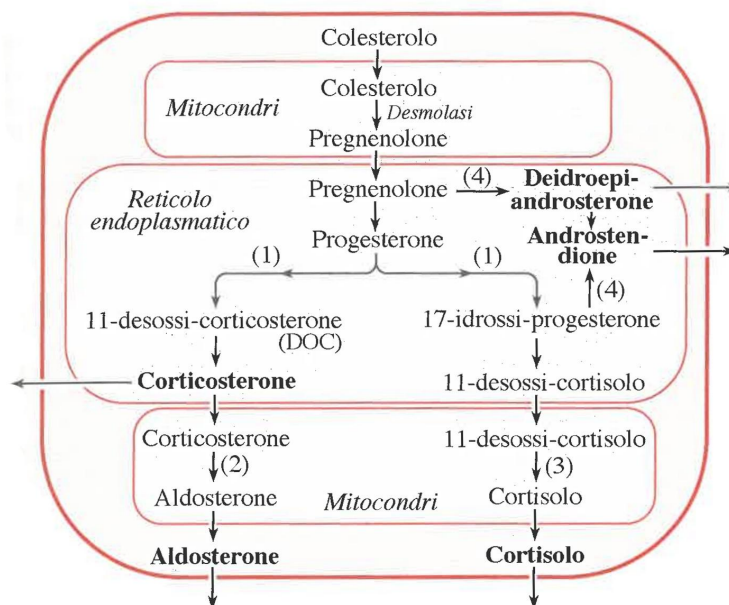 Colesterolo
Colesterolo
Mitocondri
Desmolasi
Pregnenolone
Pregnenolone
(4)
Deidroepi-
androsterone
Reticolo
endoplasmatico
Progesterone
Androsten-
dione
(1)
(1)
(4)
11-desossi-corticosterone
(DOC)
17-idrossi-progesterone
Corticosterone
11-desossi-cortisolo
Corticosterone
11-desossi-cortisolo
(2)
(3)
Aldosterone
Mitocondri
Cortisolo
Aldosterone
Cortisolo